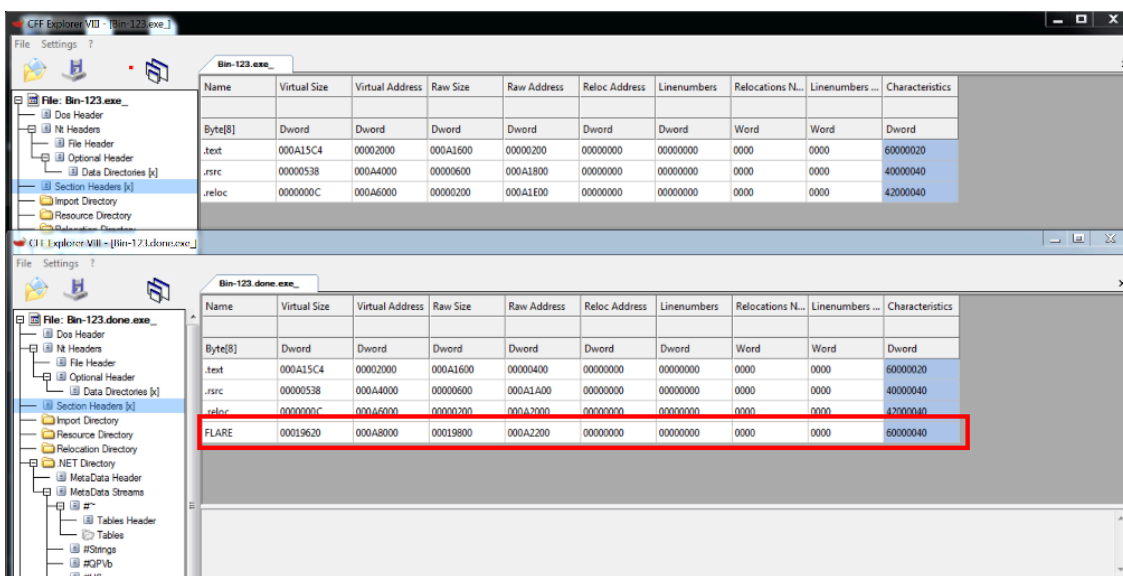 CFF Explorer VIII - [Bin-123.exe_]
File Settings ?
Bin-123.exe_
Name Virtual Size Virtual Address Raw Size Raw Address Reloc Address Linenumbers Relocations N... Linenumbers ... Characteristics
File: Bin-123.exe_
Dos Header
Nt Headers
File Header
Optional Header
Data Directories [x]
Section Headers [x]
Import Directory
Resource Directory
Relocation Directory
Byte[8] Dword Dword Dword Dword Dword Dword Word Word Dword
.text 000A15C4 00002000 000A1600 00000200 00000000 00000000 0000 0000 60000020
.rsrc 00000538 000A4000 00000600 000A1800 00000000 00000000 0000 0000 40000040
.reloc 0000000C 000A6000 00000200 000A1E00 00000000 00000000 0000 0000 42000040
CFF Explorer VIII - [Bin-123.done.exe_]
File Settings ?
Bin-123.done.exe_
Name Virtual Size Virtual Address Raw Size Raw Address Reloc Address Linenumbers Relocations N... Linenumbers ... Characteristics
File: Bin-123.done.exe_
Dos Header
Nt Headers
File Header
Optional Header
Data Directories [x]
Section Headers [x]
Import Directory
Resource Directory
Relocation Directory
.NET Directory
MetaData Header
MetaData Streams
#~
Tables Header
Tables
#Strings
#QPVb
Byte[8] Dword Dword Dword Dword Dword Dword Word Word Dword
.text 000A15C4 00002000 000A1600 00000400 00000000 00000000 0000 0000 60000020
.rsrc 00000538 000A4000 00000600 000A1A00 00000000 00000000 0000 0000 40000040
.reloc 0000000C 000A6000 00000200 000A2000 00000000 00000000 0000 0000 42000040
FLARE 00019620 000A8000 00019800 000A2200 00000000 00000000 0000 0000 60000040